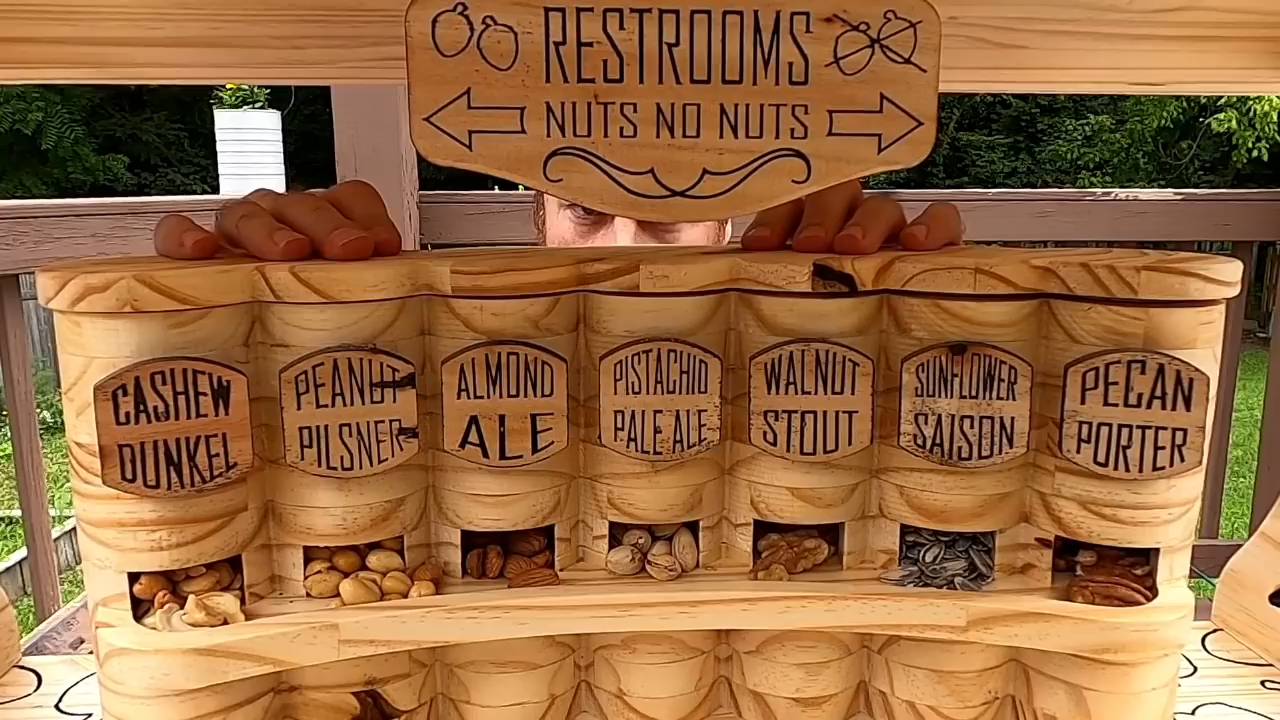 RESTROOMS
NUTS NO NUTS
CASHEW
DUNKEL
PEANUT
PILSNER
ALMOND
ALE
PISTACHIO
PALE ALE
WALNUT
STOUT
SUNFLOWER
SAISON
PECAN
PORTER